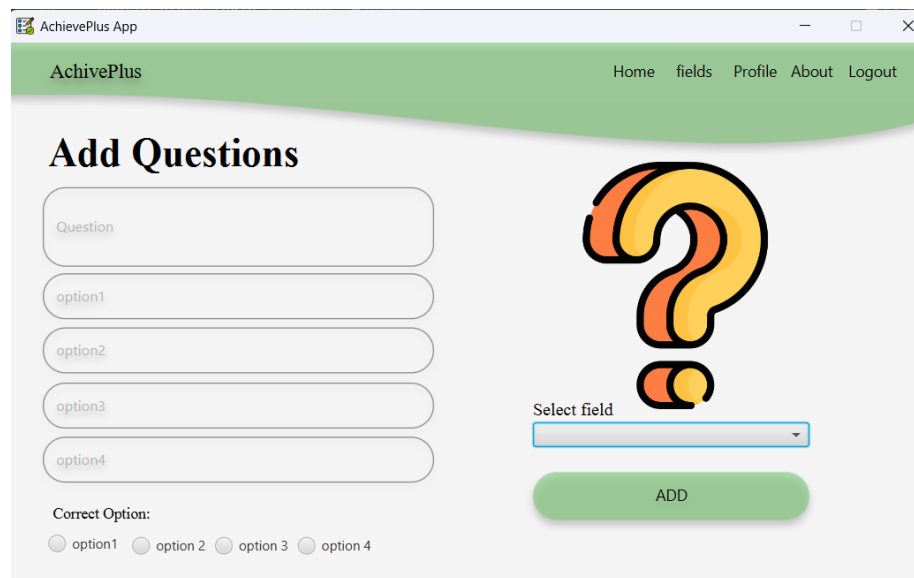 AchievePlus App
AchivePlus
Home fields Profile About Logout
Add Questions
Question
option1
option2
option3
option4
Select field
ADD
Correct Option:
option1 option 2 option 3 option 4